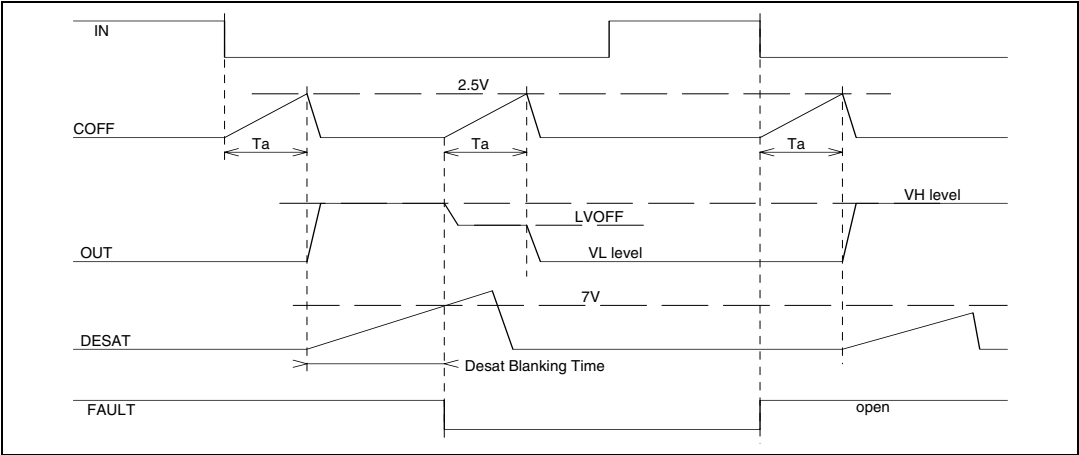 IN
2.5V
COFF
Ta Ta Ta
VH level
LVOFF
OUT
VL level
7V
DESAT
Desat Blanking Time
FAULT
open